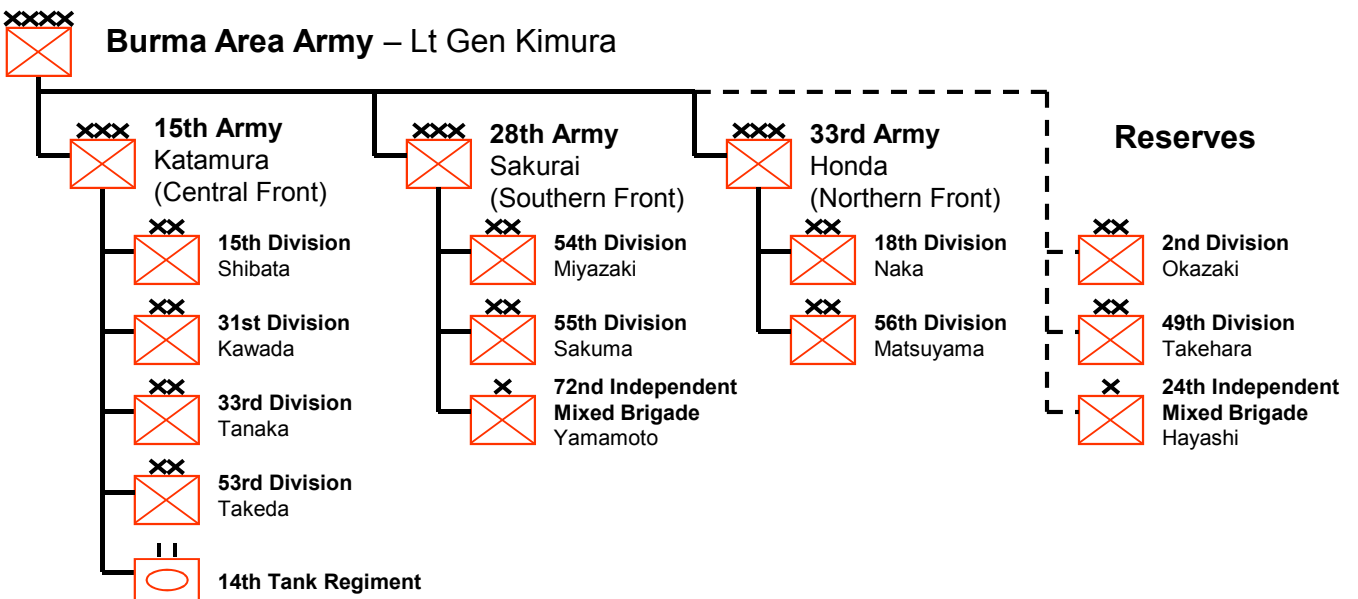 Burma Area Army – Lt Gen Kimura
15th Army
Katamura
(Central Front)
15th Division
Shibata
31st Division
Kawada
33rd Division
Tanaka
53rd Division
Takeda
14th Tank Regiment
28th Army
Sakurai
(Southern Front)
54th Division
Miyazaki
55th Division
Sakuma
72nd Independent
Mixed Brigade
Yamamoto
33rd Army
Honda
(Northern Front)
18th Division
Naka
56th Division
Matsuyama
Reserves
2nd Division
Okazaki
49th Division
Takehara
24th Independent
Mixed Brigade
Hayashi